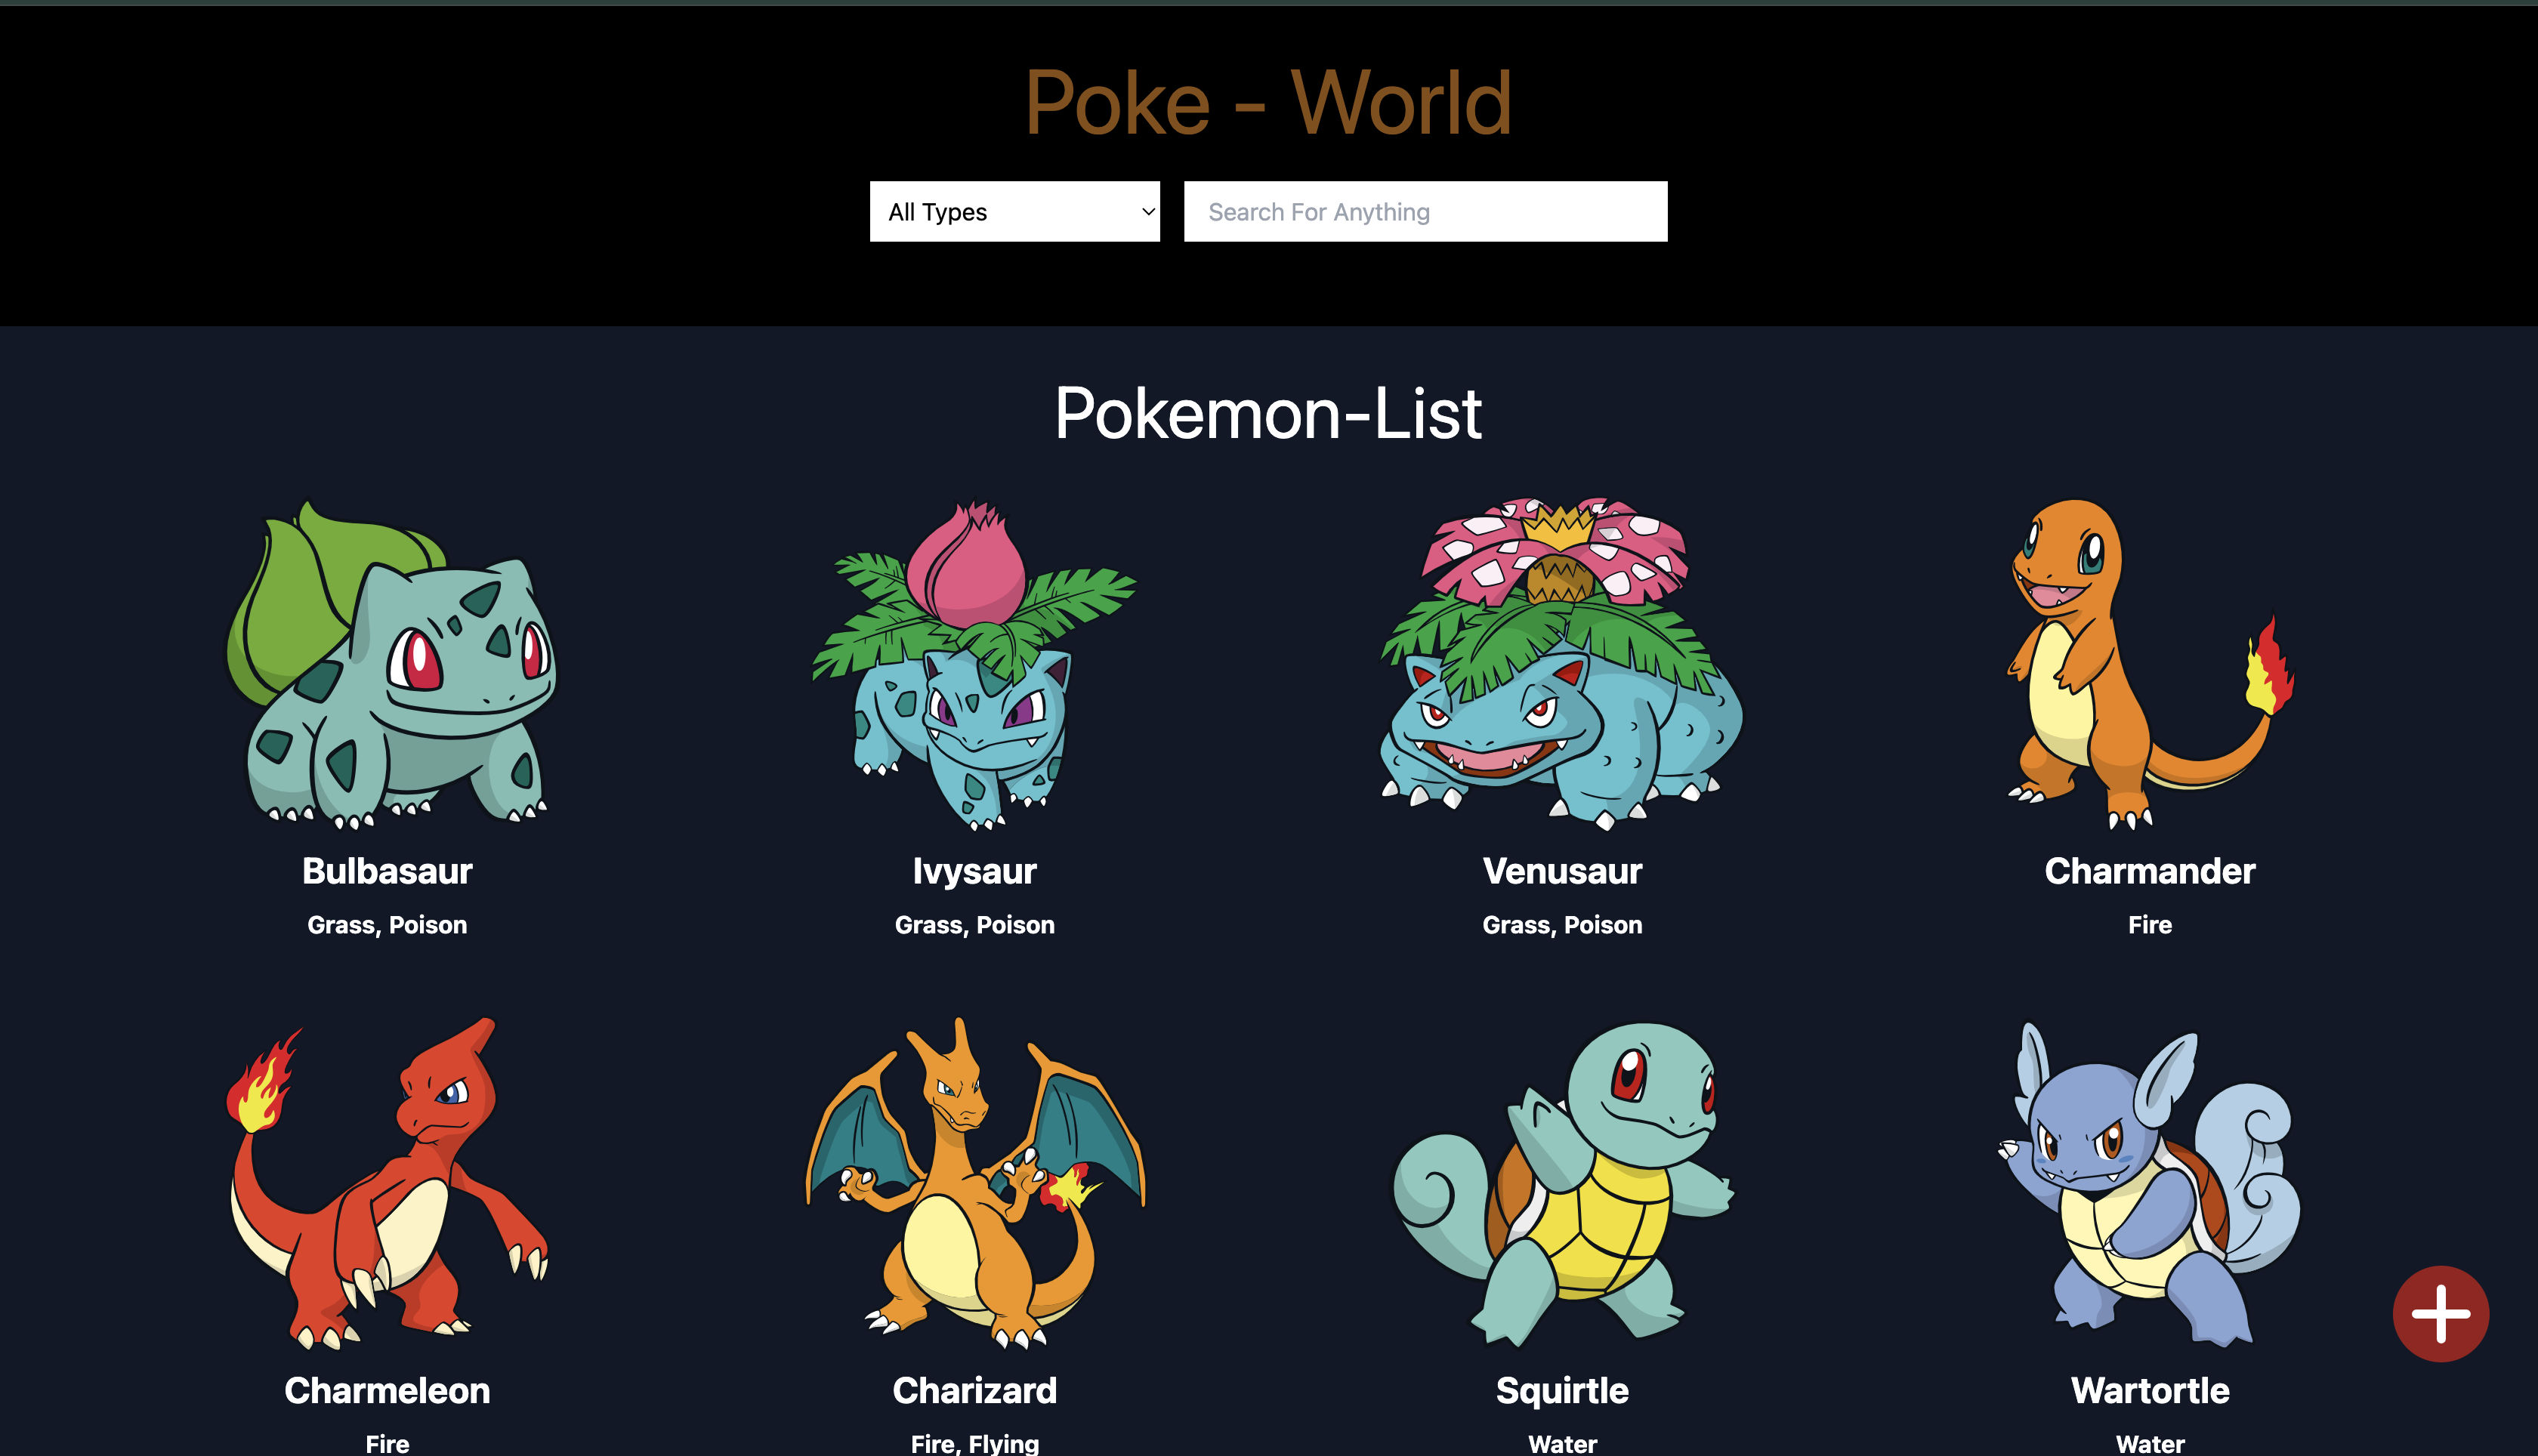 Poke - World
All Types
Search For Anything
Pokemon-List
Bulbasaur
Grass, Poison
Ivysaur
Grass, Poison
Venusaur
Grass, Poison
Charmander
Fire
Charmeleon
Fire
Charizard
Fire, Flying
Squirtle
Water
Wartortle
Water